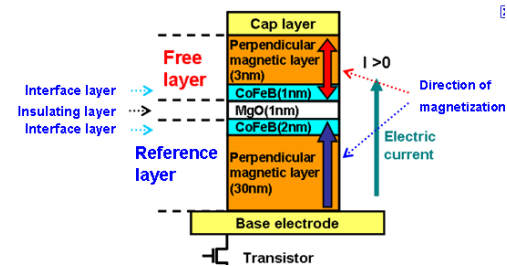 Cap layer
Free
layer
Perpendicular
magnetic layer
(3nm)
I >0
Interface layer
CoFeB(1nm)
Direction of
magnetization
Insulating layer
MgO(1nm)
Interface layer
CoFeB(2nm)
Electric
current
Reference
layer
Perpendicular
magnetic layer
(30nm)
Base electrode
Transistor